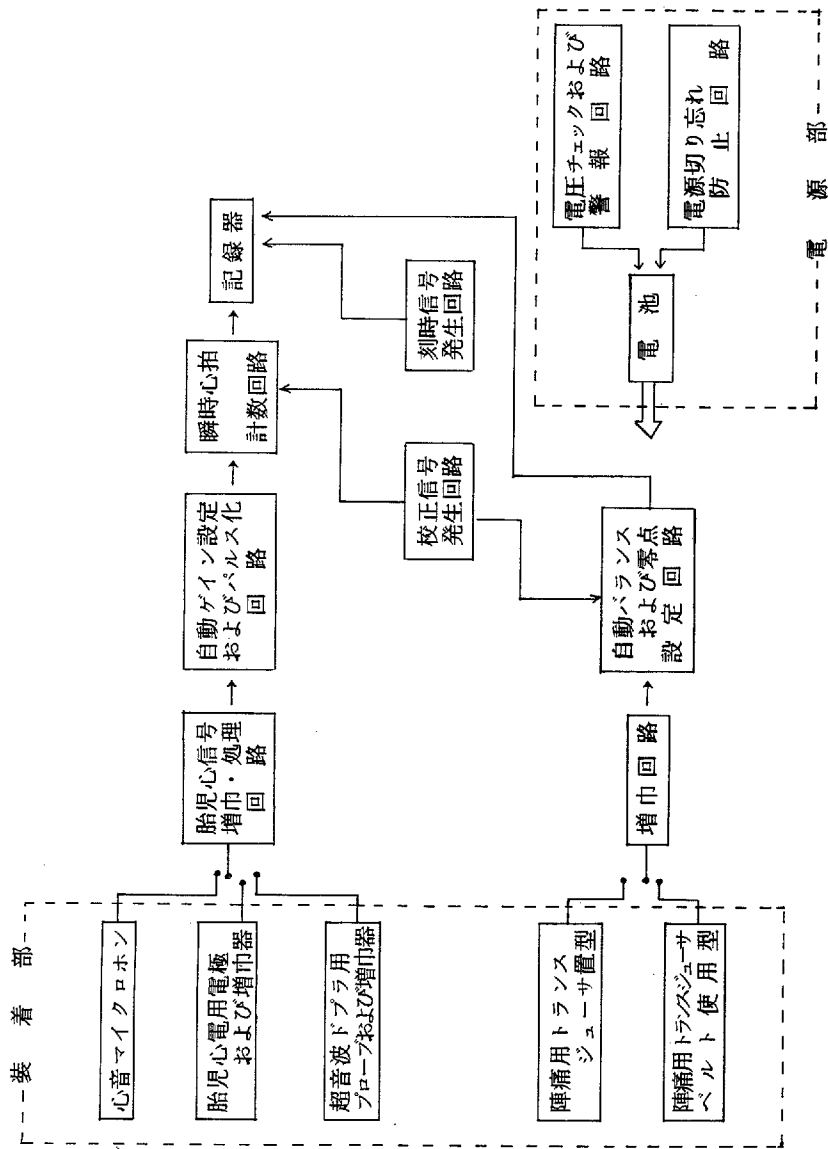 装着部
心音マイクロホン
胎児心電用電極
および増巾器
超音波ドプラ用
プローブおよび増巾器
陣痛用トランス
ジューサ置型
陣痛用トランスジューサ
ベルト使用型
胎児心信号
増巾・処理
回路
自動ゲイン設定
およびパルス化
回路
瞬時心拍
計数回路
記録器
校正信号
発生回路
刻時信号
発生回路
増巾回路
自動バランス
および零点
設定回路
電池
電圧チェックおよび
警報回路
電源切り忘れ
防止回路
電源部